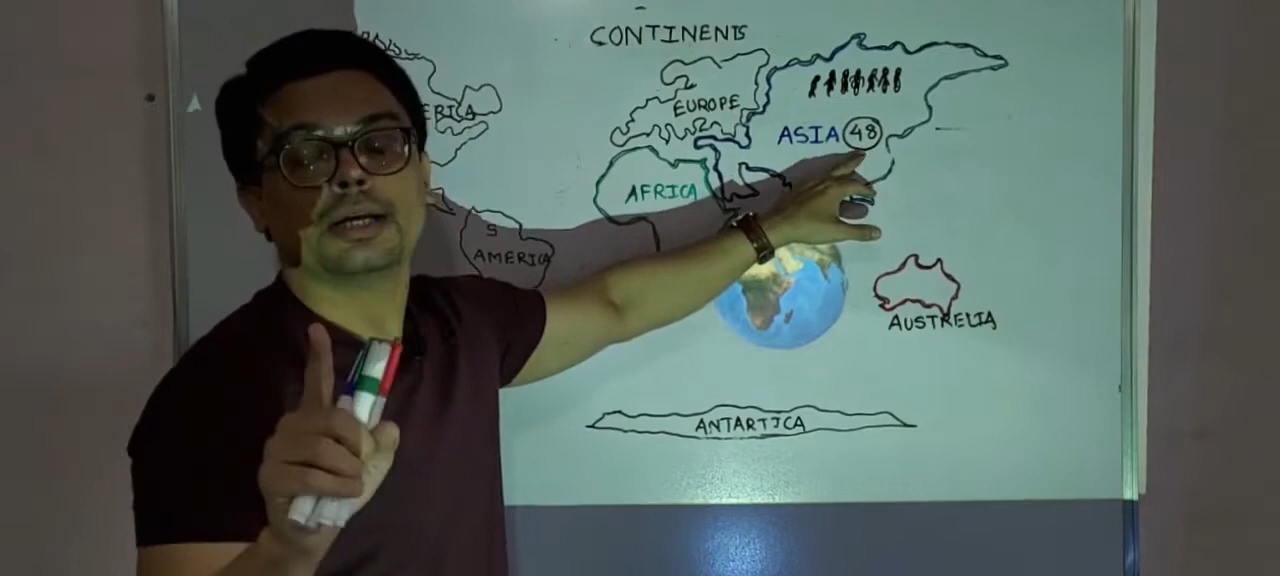 CONTINENTS
EUROPE
ASIA 48
AFRICA
S
AMERICA
AUSTRELIA
ANTARTICA